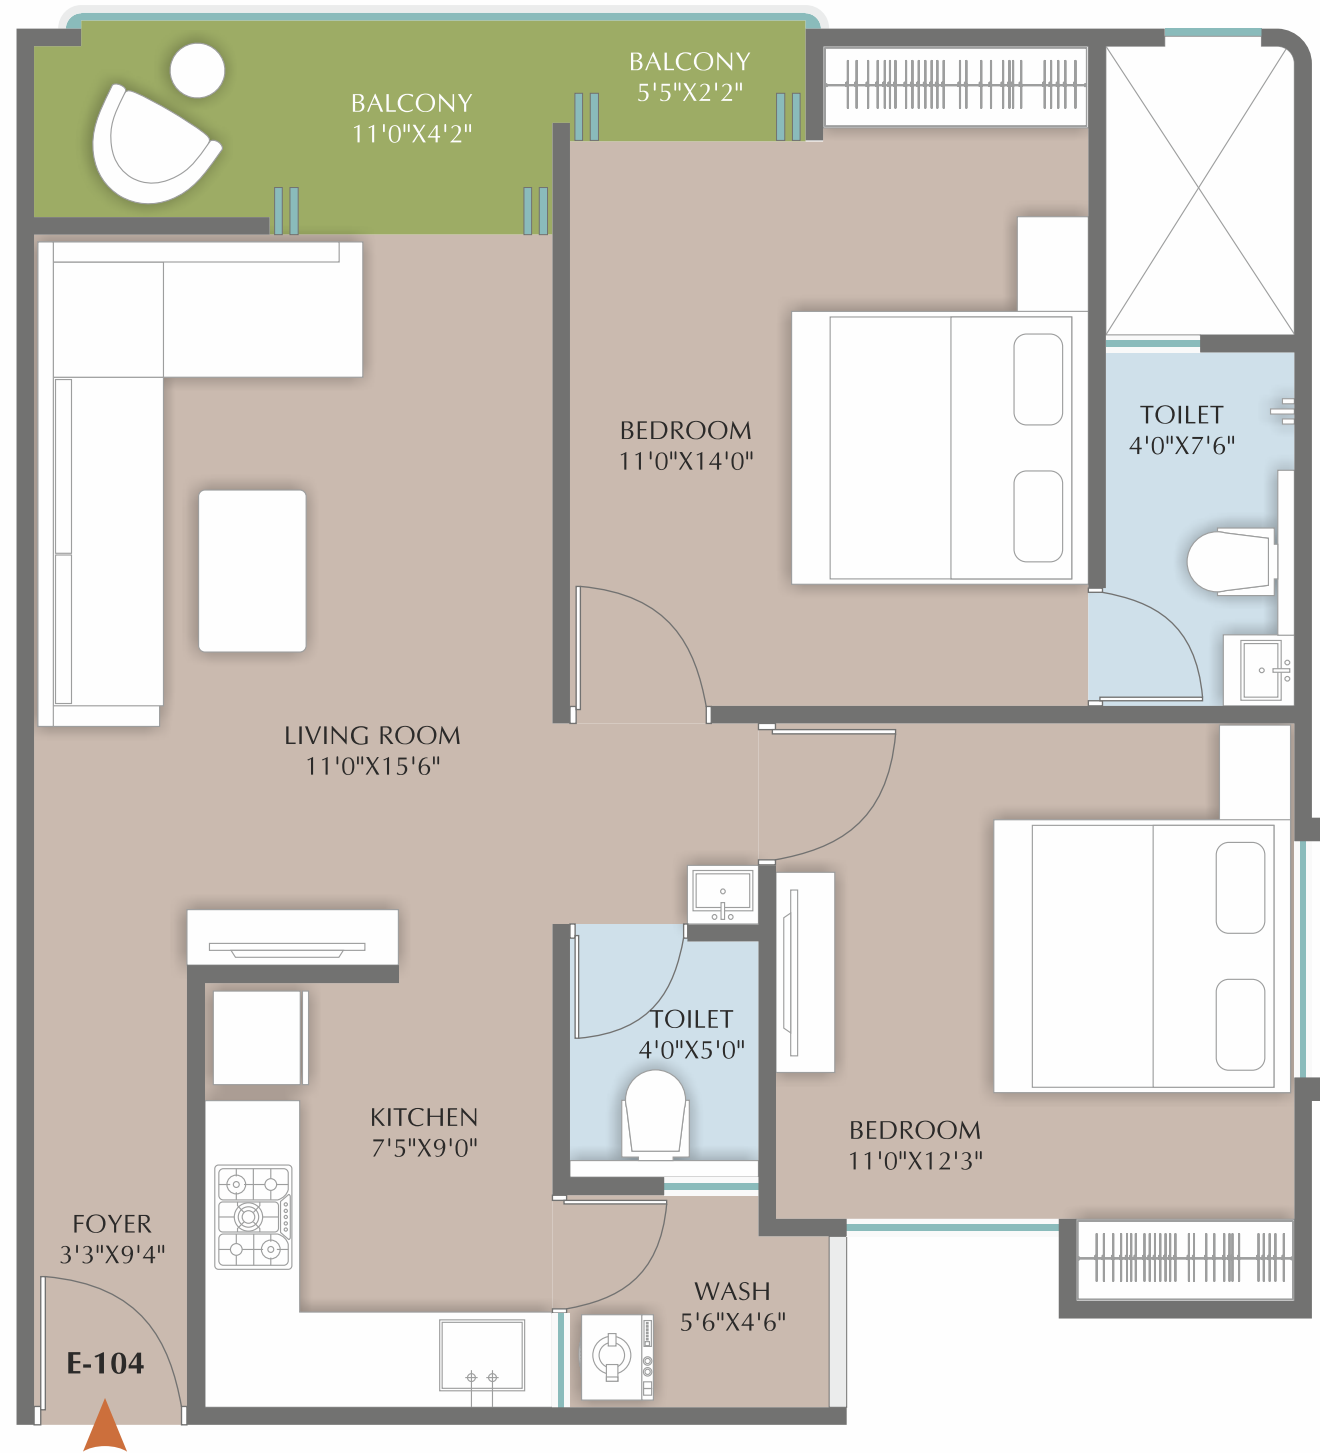 BALCONY
11'0"X4'2"
BALCONY
5'5"X2'2"
BEDROOM
11'0"X14'0"
TOILET
4'0"X7'6"
LIVING ROOM
11'0"X15'6"
TOILET
4'0"X5'0"
KITCHEN
7'5"X9'0"
BEDROOM
11'0"X12'3"
FOYER
3'3"X9'4"
WASH
5'6"X4'6"
E-104